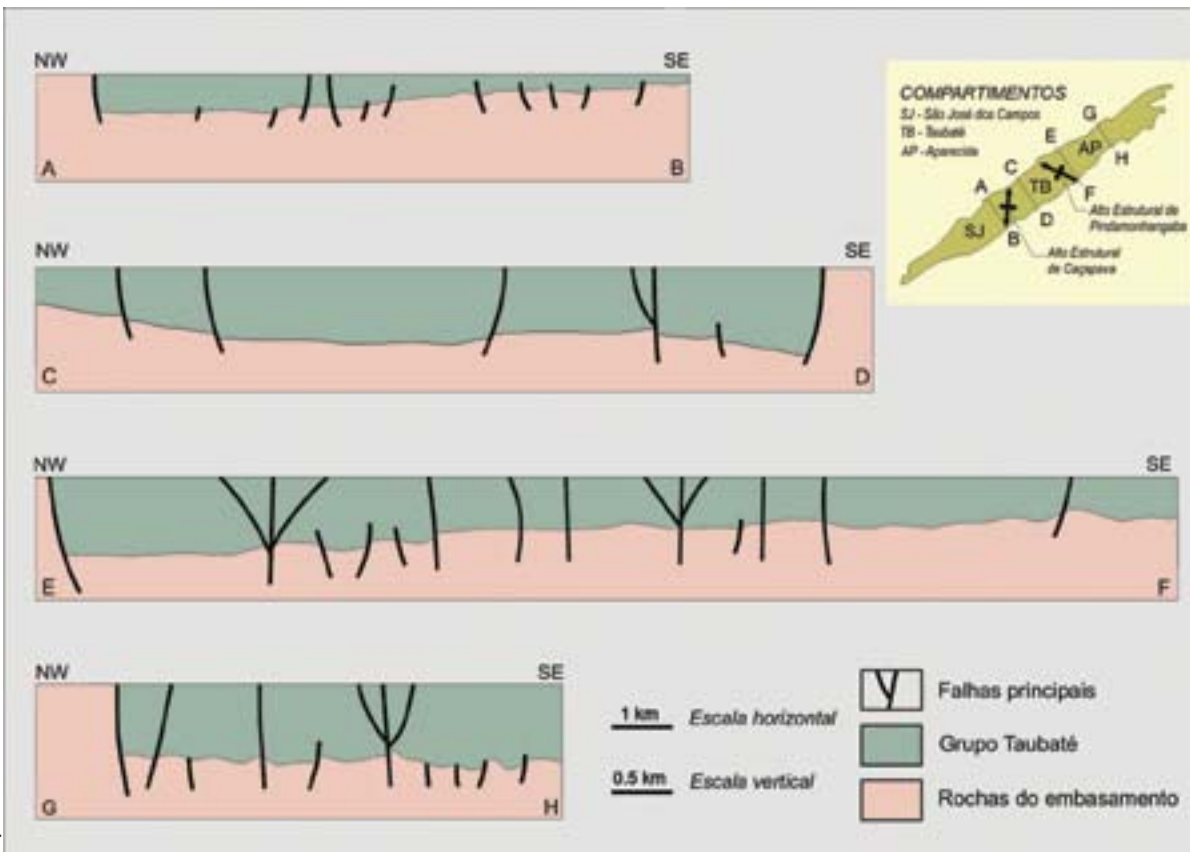 NW SE
A B
COMPARTIMENTOS
SJ - São José dos Campos
TB - Taubaté
AP - Aparecida
G
E
AP
C
H
A
TB
F
SJ
D
B
Alto Estrutural de
Pindamonhangaba
Alto Estrutural
de Caçapava
NW SE
C D
NW SE
E F
NW SE
G H
1 km Escala horizontal
0.5 km Escala vertical
Falhas principais
Grupo Taubaté
Rochas do embasamento